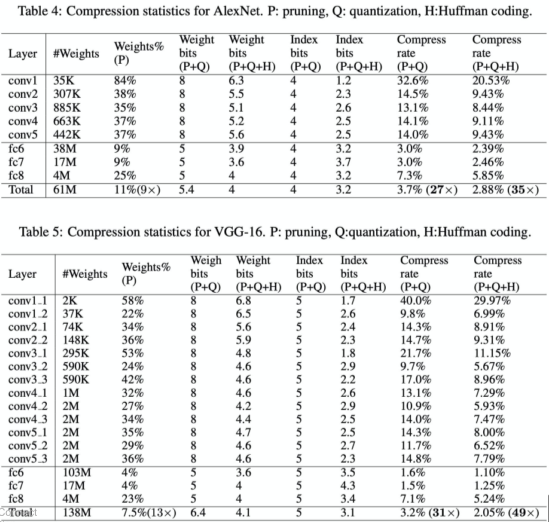 Table 4: Compression statistics for AlexNet. P: pruning, Q: quantization, H:Huffman coding.
Layer #Weights Weights% (P) Weight bits (P+Q) Weight bits (P+Q+H) Index bits (P+Q) Index bits (P+Q+H) Compress rate (P+Q) Compress rate (P+Q+H)
conv1 35K 84% 8 6.3 4 1.2 32.6% 20.53%
conv2 307K 38% 8 5.5 4 2.3 14.5% 9.43%
conv3 885K 35% 8 5.1 4 2.6 13.1% 8.44%
conv4 663K 37% 8 5.2 4 2.5 14.1% 9.11%
conv5 442K 37% 8 5.6 4 2.5 14.0% 9.43%
fc6 38M 9% 5 3.9 4 3.2 3.0% 2.39%
fc7 17M 9% 5 3.6 4 3.7 3.0% 2.46%
fc8 4M 25% 5 4 4 3.2 7.3% 5.85%
Total 61M 11%(9×) 5.4 4 4 3.2 3.7% (27×) 2.88% (35×)
Table 5: Compression statistics for VGG-16. P: pruning, Q:quantization, H:Huffman coding.
Layer #Weights Weights% (P) Weigh bits (P+Q) Weight bits (P+Q+H) Index bits (P+Q) Index bits (P+Q+H) Compress rate (P+Q) Compress rate (P+Q+H)
conv1_1 2K 58% 8 6.8 5 1.7 40.0% 29.97%
conv1_2 37K 22% 8 6.5 5 2.6 9.8% 6.99%
conv2_1 74K 34% 8 5.6 5 2.4 14.3% 8.91%
conv2_2 148K 36% 8 5.9 5 2.3 14.7% 9.31%
conv3_1 295K 53% 8 4.8 5 1.8 21.7% 11.15%
conv3_2 590K 24% 8 4.6 5 2.9 9.7% 5.67%
conv3_3 590K 42% 8 4.6 5 2.2 17.0% 8.96%
conv4_1 1M 32% 8 4.6 5 2.6 13.1% 7.29%
conv4_2 2M 27% 8 4.2 5 2.9 10.9% 5.93%
conv4_3 2M 34% 8 4.4 5 2.5 14.0% 7.47%
conv5_1 2M 35% 8 4.7 5 2.5 14.3% 8.00%
conv5_2 2M 29% 8 4.6 5 2.7 11.7% 6.52%
conv5_3 2M 36% 8 4.6 5 2.3 14.8% 7.79%
fc6 103M 4% 5 3.6 5 3.5 1.6% 1.10%
fc7 17M 4% 5 4 5 4.3 1.5% 1.25%
fc8 4M 23% 5 4 5 3.4 7.1% 5.24%
Total 138M 7.5%(13×) 6.4 4.1 5 3.1 3.2% (31×) 2.05% (49×)